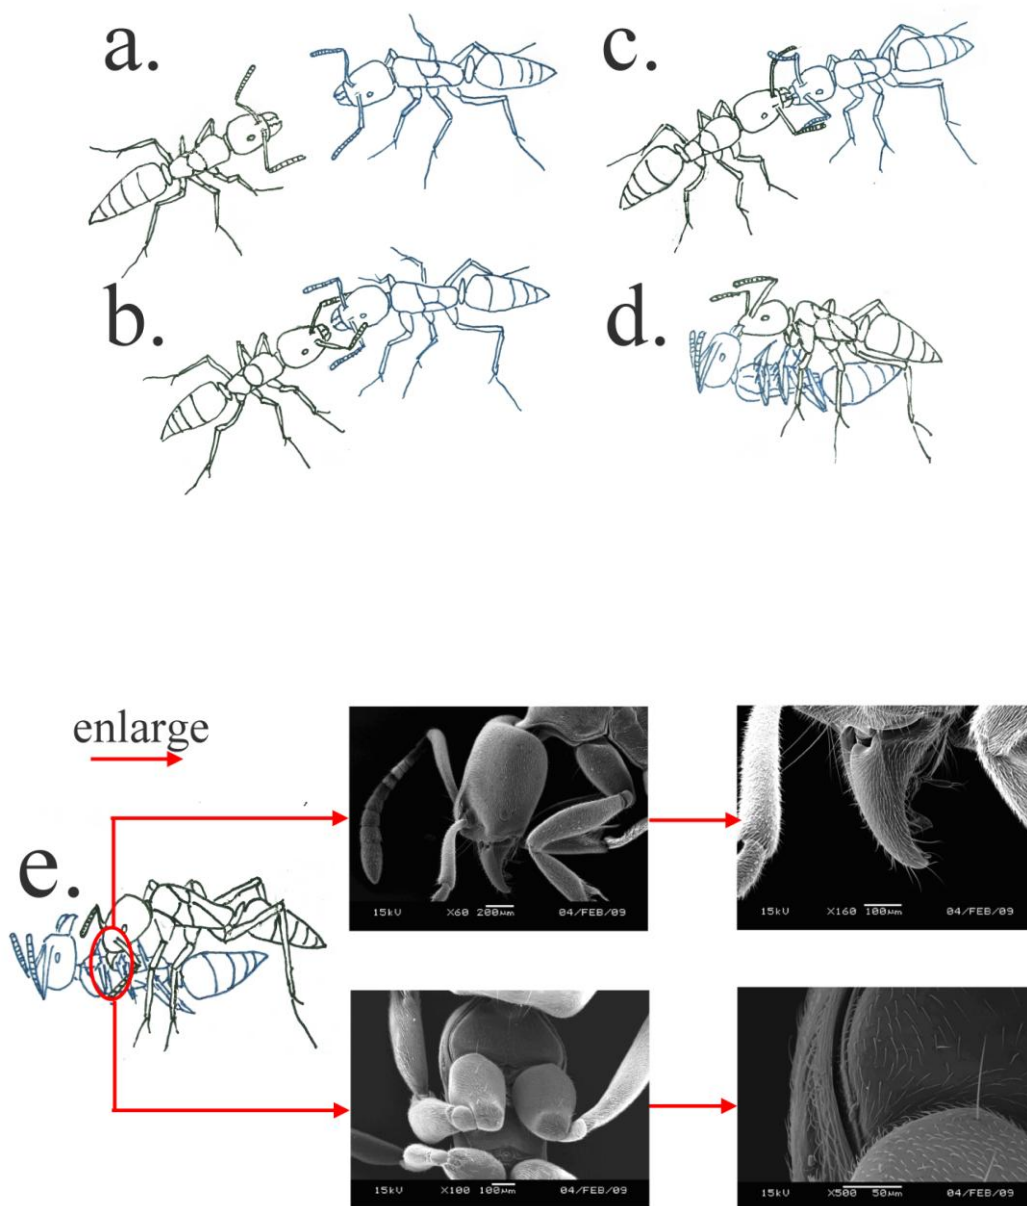 a.
c.
b.
d.
enlarge
e.
15kV X60 200µm 04/FEB/09
15kV X160 100µm 04/FEB/09
15kV X100 100µm 04/FEB/09
15kV X500 50µm 04/FEB/09